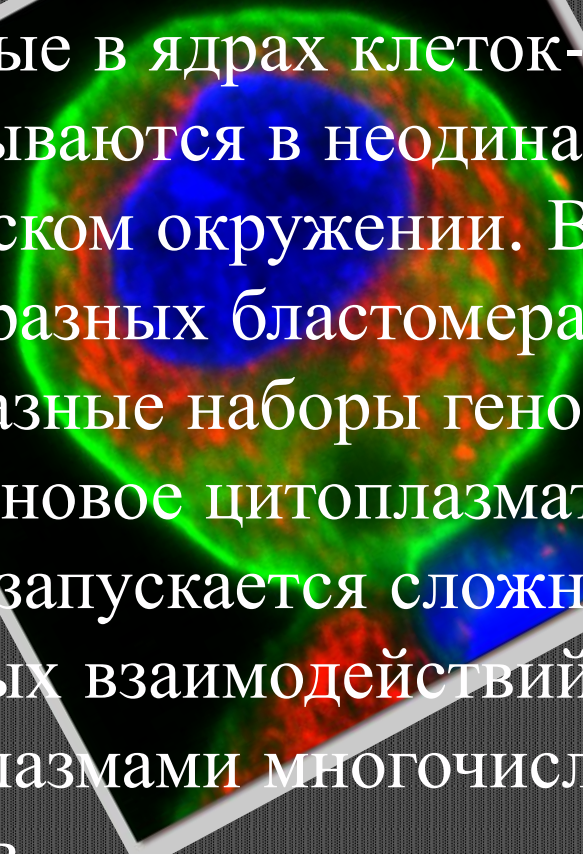 ые в ядрах клеток-
ываются в неодина
ском окружении. В
разных бластомера
азные наборы гено
новое цитоплазмат
запускается сложн
ых взаимодействий
лазмами многочисл
в